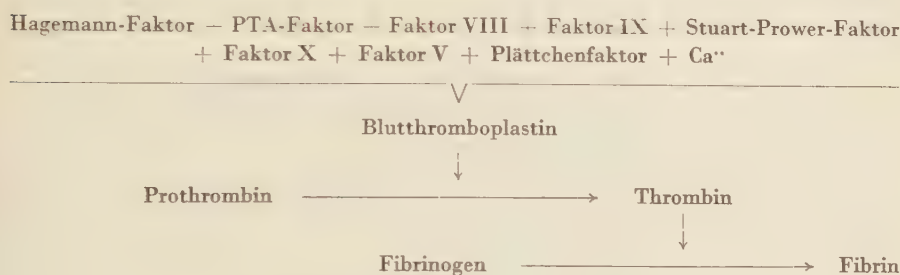 Hagemann-Faktor — PTA-Faktor — Faktor VIII — Faktor IX + Stuart-Prower-Faktor
+ Faktor X + Faktor V + Plättchenfaktor + Ca··
Blutthromboplastin
Prothrombin → Thrombin
Fibrinogen → Fibrin